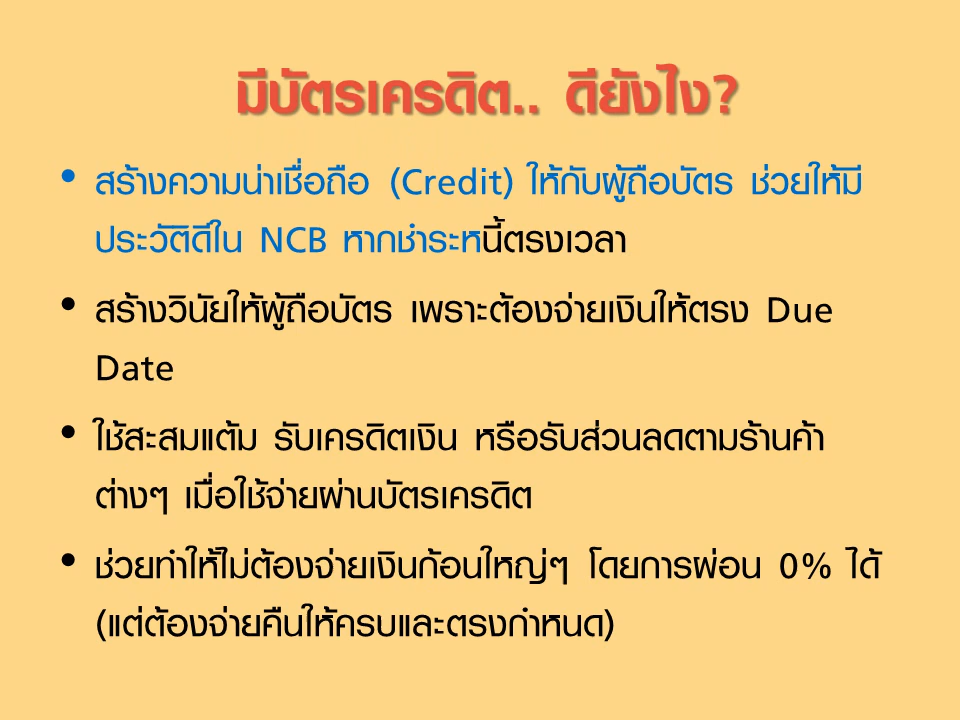 มีบัตรเครดิต.. ดียังไง?
• สร้างความน่าเชื่อถือ (Credit) ให้กับผู้ถือบัตร ช่วยให้มี
ประวัติดีใน NCB หากชำระหนี้ตรงเวลา
• สร้างวินัยให้ผู้ถือบัตร เพราะต้องจ่ายเงินให้ตรง Due
Date
• ใช้สะสมแต้ม รับเครดิตเงิน หรือรับส่วนลดตามร้านค้า
ต่างๆ เมื่อใช้จ่ายผ่านบัตรเครดิต
• ช่วยทำให้ไม่ต้องจ่ายเงินก้อนใหญ่ๆ โดยการผ่อน 0% ได้
(แต่ต้องจ่ายคืนให้ครบและตรงกำหนด)